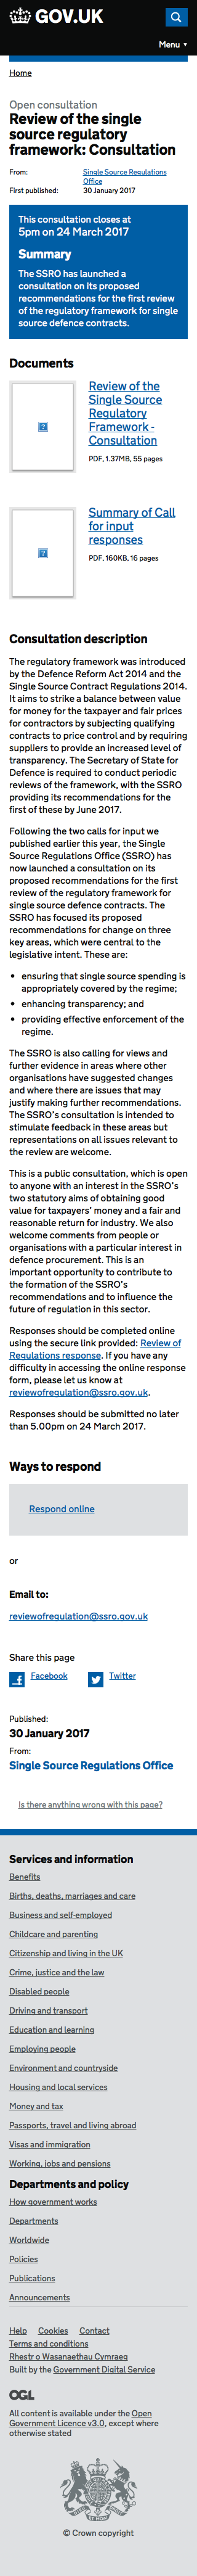 GOV.UK
Menu ▼
Home
Open consultation
Review of the single
source regulatory
framework: Consultation
From: Single Source Regulations
Office
First published: 30 January 2017
This consultation closes at
5pm on 24 March 2017
Summary
The SSRO has launched a
consultation on its proposed
recommendations for the first review
of the regulatory framework for single
source defence contracts.
Documents
Review of the
Single Source
Regulatory
Framework -
Consultation
PDF, 1.37MB, 55 pages
Summary of Call
for input
responses
PDF, 160KB, 16 pages
Consultation description
The regulatory framework was introduced
by the Defence Reform Act 2014 and the
Single Source Contract Regulations 2014.
It aims to strike a balance between value
for money for the taxpayer and fair prices
for contractors by subjecting qualifying
contracts to price control and by requiring
suppliers to provide an increased level of
transparency. The Secretary of State for
Defence is required to conduct periodic
reviews of the framework, with the SSRO
providing its recommendations for the
first of these by June 2017.
Following the two calls for input we
published earlier this year, the Single
Source Regulations Office (SSRO) has
now launched a consultation on its
proposed recommendations for the first
review of the regulatory framework for
single source defence contracts. The
SSRO has focused its proposed
recommendations for change on three
key areas, which were central to the
legislative intent. These are:
• ensuring that single source spending is
appropriately covered by the regime;
• enhancing transparency; and
• providing effective enforcement of the
regime.
The SSRO is also calling for views and
further evidence in areas where other
organisations have suggested changes
and where there are issues that may
justify making further recommendations.
The SSRO's consultation is intended to
stimulate feedback in these areas but
representations on all issues relevant to
the review are welcome.
This is a public consultation, which is open
to anyone with an interest in the SSRO's
two statutory aims of obtaining good
value for taxpayers' money and a fair and
reasonable return for industry. We also
welcome comments from people or
organisations with a particular interest in
defence procurement. This is an
important opportunity to contribute to
the formation of the SSRO's
recommendations and to influence the
future of regulation in this sector.
Responses should be completed online
using the secure link provided: Review of
Regulations response. If you have any
difficulty in accessing the online response
form, please let us know at
reviewofregulation@ssro.gov.uk.
Responses should be submitted no later
than 5.00pm on 24 March 2017.
Ways to respond
Respond online
or
Email to:
reviewofregulation@ssro.gov.uk
Share this page
Facebook Twitter
Published:
30 January 2017
From:
Single Source Regulations Office
Is there anything wrong with this page?
Services and information
Benefits
Births, deaths, marriages and care
Business and self-employed
Childcare and parenting
Citizenship and living in the UK
Crime, justice and the law
Disabled people
Driving and transport
Education and learning
Employing people
Environment and countryside
Housing and local services
Money and tax
Passports, travel and living abroad
Visas and immigration
Working, jobs and pensions
Departments and policy
How government works
Departments
Worldwide
Policies
Publications
Announcements
Help Cookies Contact
Terms and conditions
Rhestr o Wasanaethau Cymraeg
Built by the Government Digital Service
OGL
All content is available under the Open
Government Licence v3.0, except where
otherwise stated
© Crown copyright